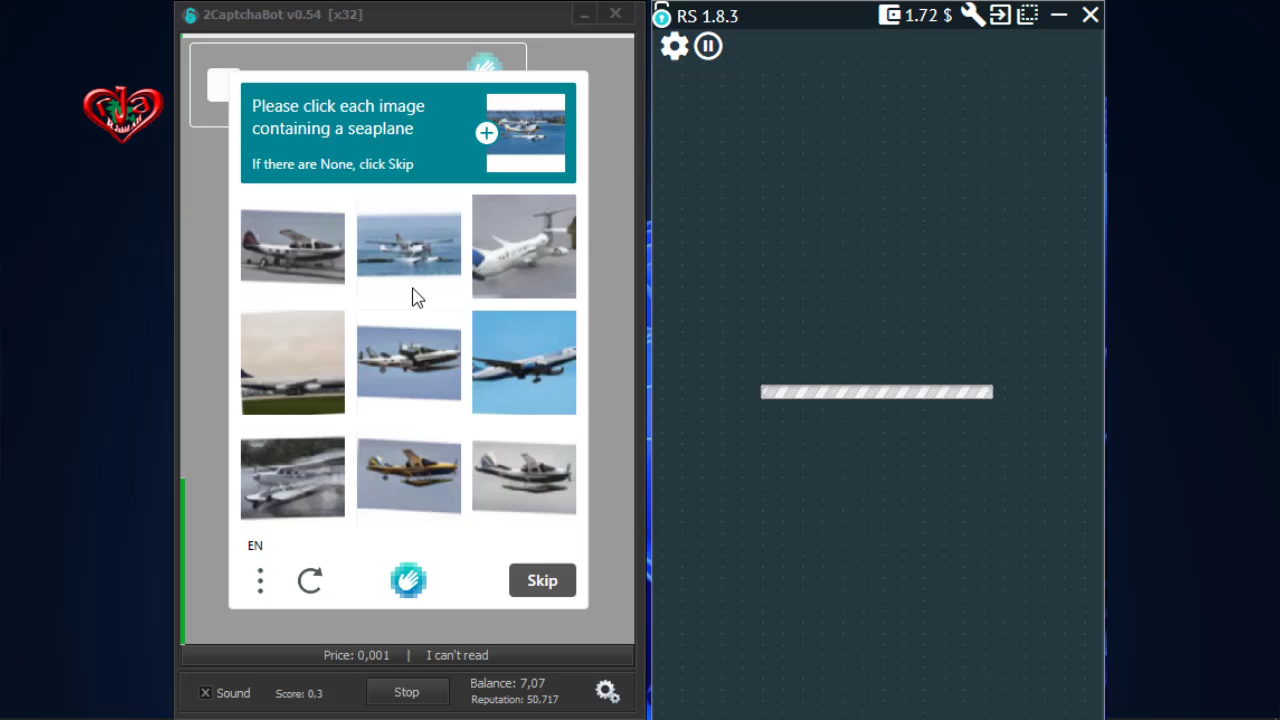 2CaptchaBot v0.54 [x32]
RS 1.8.3
1.72 $
Please click each image
containing a seaplane
If there are None, click Skip
EN
Skip
Price: 0,001 | I can't read
Sound
Score: 0,3
Stop
Balance: 7,07
Reputation: 50,717